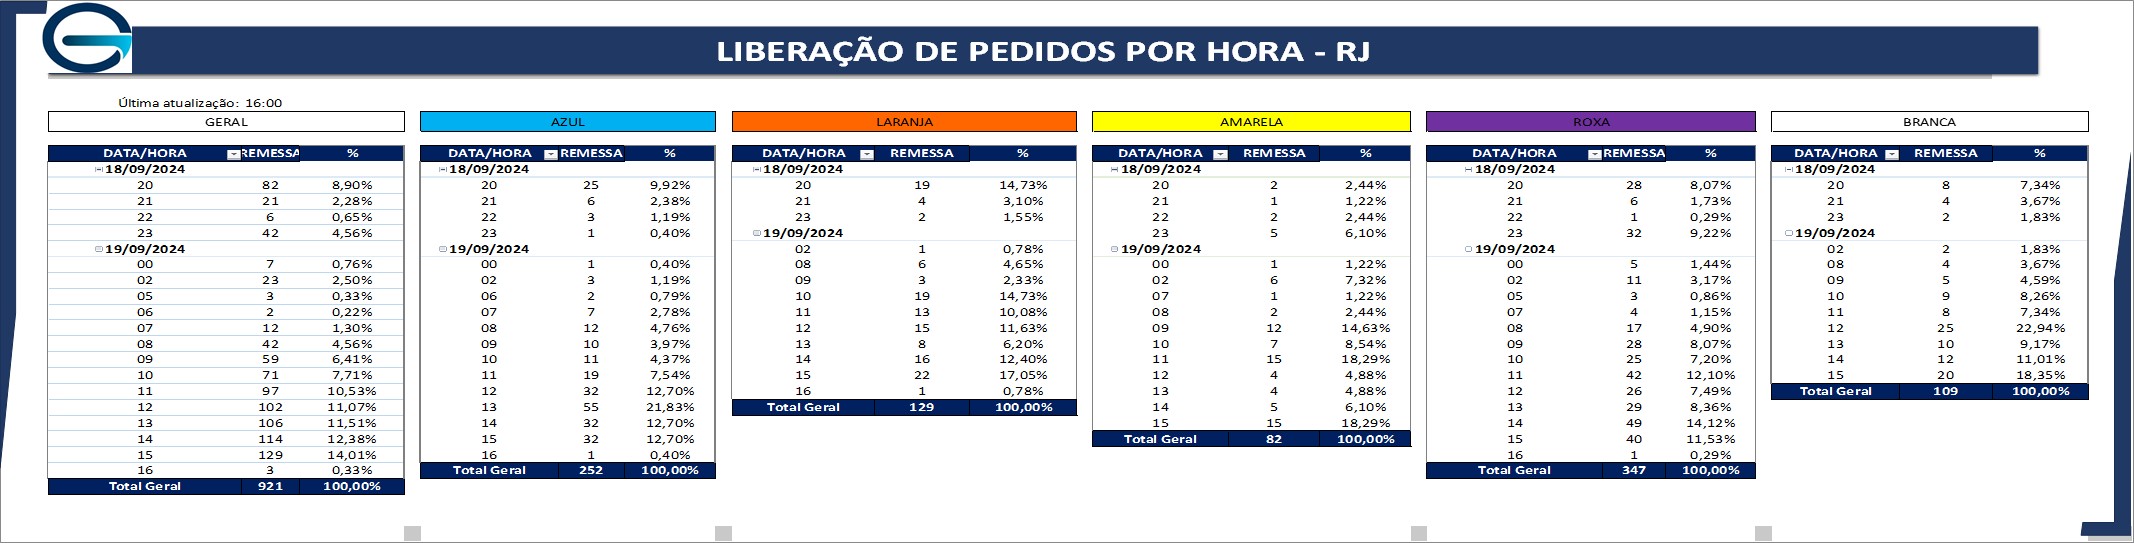 LIBERAÇÃO DE PEDIDOS POR HORA - RJ
Última atualização: 16:00
GERAL
DATA/HORA REMESSA %
18/09/2024
20 82 8,90%
21 21 2,28%
22 6 0,65%
23 42 4,56%
19/09/2024
00 7 0,76%
02 23 2,50%
05 3 0,33%
06 2 0,22%
07 12 1,30%
08 42 4,56%
09 59 6,41%
10 71 7,71%
11 97 10,53%
12 102 11,07%
13 106 11,51%
14 114 12,38%
15 129 14,01%
16 3 0,33%
Total Geral 921 100,00%
AZUL
DATA/HORA REMESSA %
18/09/2024
20 25 9,92%
21 6 2,38%
22 3 1,19%
23 1 0,40%
19/09/2024
00 1 0,40%
02 3 1,19%
06 2 0,79%
07 7 2,78%
08 12 4,76%
09 10 3,97%
10 11 4,37%
11 19 7,54%
12 32 12,70%
13 55 21,83%
14 32 12,70%
15 32 12,70%
16 1 0,40%
Total Geral 252 100,00%
LARANJA
DATA/HORA REMESSA %
18/09/2024
20 19 14,73%
21 4 3,10%
23 2 1,55%
19/09/2024
02 1 0,78%
08 6 4,65%
09 3 2,33%
10 19 14,73%
11 13 10,08%
12 15 11,63%
13 8 6,20%
14 16 12,40%
15 22 17,05%
16 1 0,78%
Total Geral 129 100,00%
AMARELA
DATA/HORA REMESSA %
18/09/2024
20 2 2,44%
21 1 1,22%
22 2 2,44%
23 5 6,10%
19/09/2024
00 1 1,22%
02 6 7,32%
07 1 1,22%
08 2 2,44%
09 12 14,63%
10 7 8,54%
11 15 18,29%
12 4 4,88%
13 4 4,88%
14 5 6,10%
15 15 18,29%
Total Geral 82 100,00%
ROXA
DATA/HORA REMESSA %
18/09/2024
20 28 8,07%
21 6 1,73%
22 1 0,29%
23 32 9,22%
19/09/2024
00 5 1,44%
02 11 3,17%
05 3 0,86%
07 4 1,15%
08 17 4,90%
09 28 8,07%
10 25 7,20%
11 42 12,10%
12 26 7,49%
13 29 8,36%
14 49 14,12%
15 40 11,53%
16 1 0,29%
Total Geral 347 100,00%
BRANCA
DATA/HORA REMESSA %
18/09/2024
20 8 7,34%
21 4 3,67%
23 2 1,83%
19/09/2024
02 2 1,83%
08 4 3,67%
09 5 4,59%
10 9 8,26%
11 8 7,34%
12 25 22,94%
13 10 9,17%
14 12 11,01%
15 20 18,35%
Total Geral 109 100,00%